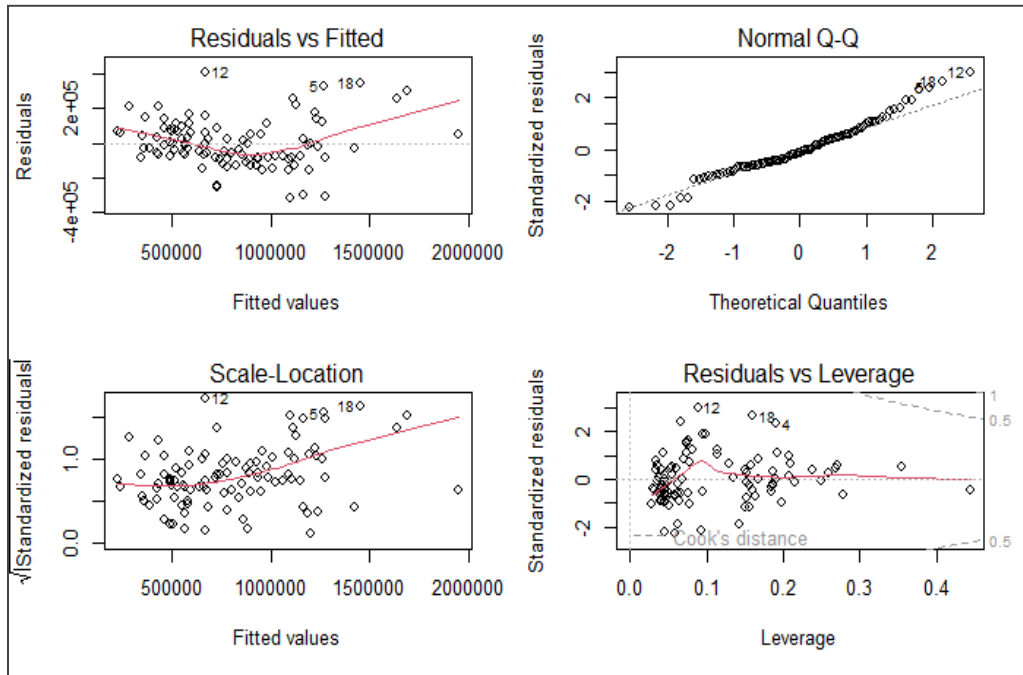 Residuals vs Fitted
Residuals
2e+05
-4e+05
12
5
18
500000 1000000 1500000 2000000
Fitted values
Normal Q-Q
Standardized residuals
2
0
-2
18
12
-2 -1 0 1 2
Theoretical Quantiles
Scale-Location
√|Standardized residuals|
1.0
0.0
12
5
18
500000 1000000 1500000 2000000
Fitted values
Residuals vs Leverage
Standardized residuals
2
0
-2
12
18
4
1
0.5
0.5
Cook's distance
0.0 0.1 0.2 0.3 0.4
Leverage